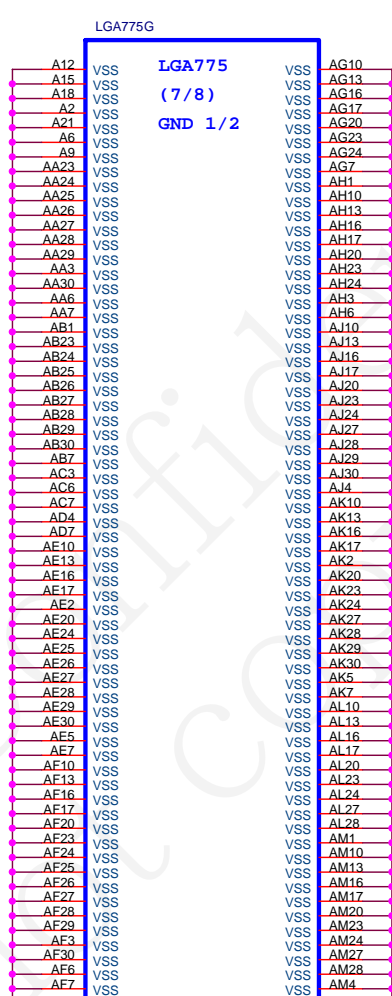 LGA775G
LGA775
(7/8)
GND 1/2
A12 VSS VSS AG10
A15 VSS VSS AG13
A18 VSS VSS AG16
A2 VSS VSS AG17
A21 VSS VSS AG20
A6 VSS VSS AG23
A9 VSS VSS AG24
AA23 VSS VSS AG7
AA24 VSS VSS AH1
AA25 VSS VSS AH10
AA26 VSS VSS AH13
AA27 VSS VSS AH16
AA28 VSS VSS AH17
AA29 VSS VSS AH20
AA3 VSS VSS AH23
AA30 VSS VSS AH24
AA6 VSS VSS AH3
AA7 VSS VSS AH6
AB1 VSS VSS AJ10
AB23 VSS VSS AJ13
AB24 VSS VSS AJ16
AB25 VSS VSS AJ17
AB26 VSS VSS AJ20
AB27 VSS VSS AJ23
AB28 VSS VSS AJ24
AB29 VSS VSS AJ27
AB30 VSS VSS AJ28
AB7 VSS VSS AJ29
AC3 VSS VSS AJ30
AC6 VSS VSS AJ4
AC7 VSS VSS AK10
AD4 VSS VSS AK13
AD7 VSS VSS AK16
AE10 VSS VSS AK17
AE13 VSS VSS AK2
AE16 VSS VSS AK20
AE17 VSS VSS AK23
AE2 VSS VSS AK24
AE20 VSS VSS AK27
AE24 VSS VSS AK28
AE25 VSS VSS AK29
AE26 VSS VSS AK30
AE27 VSS VSS AK5
AE28 VSS VSS AK7
AE29 VSS VSS AL10
AE30 VSS VSS AL13
AE5 VSS VSS AL16
AE7 VSS VSS AL17
AF10 VSS VSS AL20
AF13 VSS VSS AL23
AF16 VSS VSS AL24
AF17 VSS VSS AL27
AF20 VSS VSS AL28
AF23 VSS VSS AM1
AF24 VSS VSS AM10
AF25 VSS VSS AM13
AF26 VSS VSS AM16
AF27 VSS VSS AM17
AF28 VSS VSS AM20
AF29 VSS VSS AM23
AF3 VSS VSS AM24
AF30 VSS VSS AM27
AF6 VSS VSS AM28
AF7 VSS VSS AM4